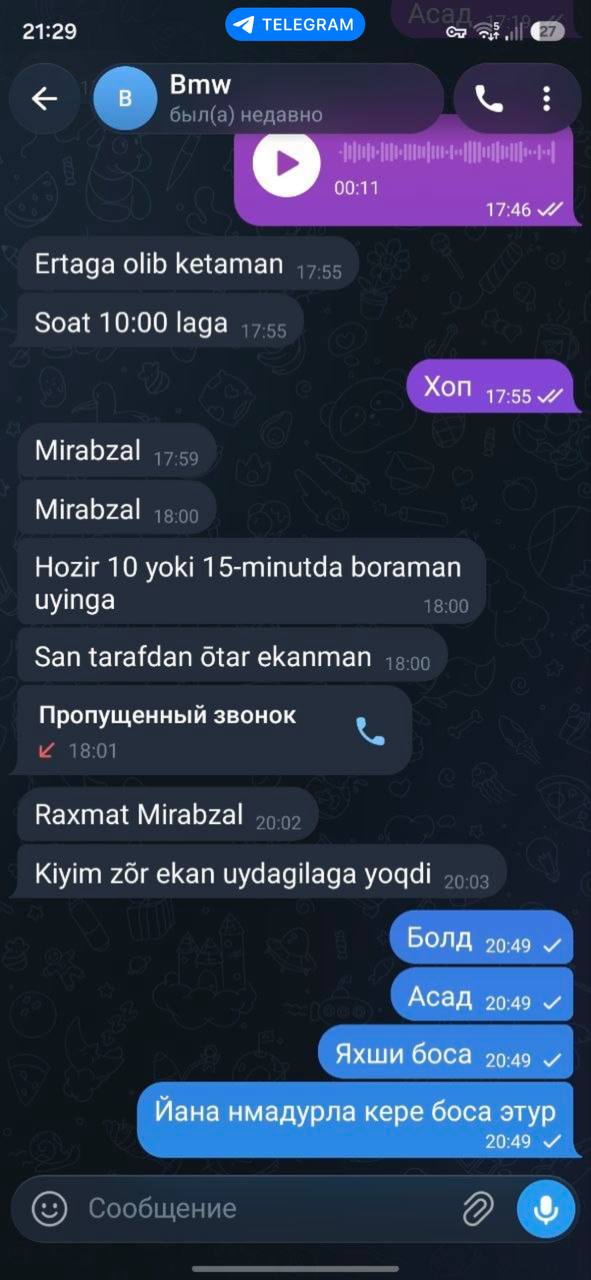 Асад 17:19
21:29
TELEGRAM
5
27
B
Bmw
был(а) недавно
00:11
17:46
Ertaga olib ketaman 17:55
Soat 10:00 laga 17:55
Хоп 17:55
Mirabzal 17:59
Mirabzal 18:00
Hozir 10 yoki 15-minutda boraman
uyinga 18:00
San tarafdan ōtar ekanman 18:00
Пропущенный звонок
18:01
Raxmat Mirabzal 20:02
Kiyim zõr ekan uydagilaga yoqdi 20:03
Болд 20:49
Асад 20:49
Яхши боса 20:49
Йана нмадурла кере боса этур
20:49
Сообщение